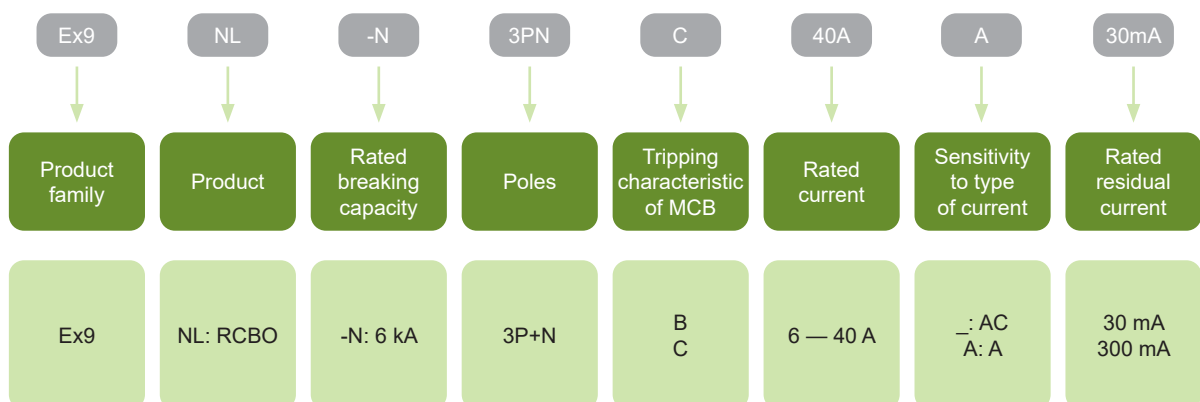 Ex9
NL
-N
3PN
C
40A
A
30mA
Product
family
Product
Rated
breaking
capacity
Poles
Tripping
characteristic
of MCB
Rated
current
Sensitivity
to type
of current
Rated
residual
current
Ex9
NL: RCBO
-N: 6 kA
3P+N
B
C
6 — 40 A
_: AC
A: A
30 mA
300 mA